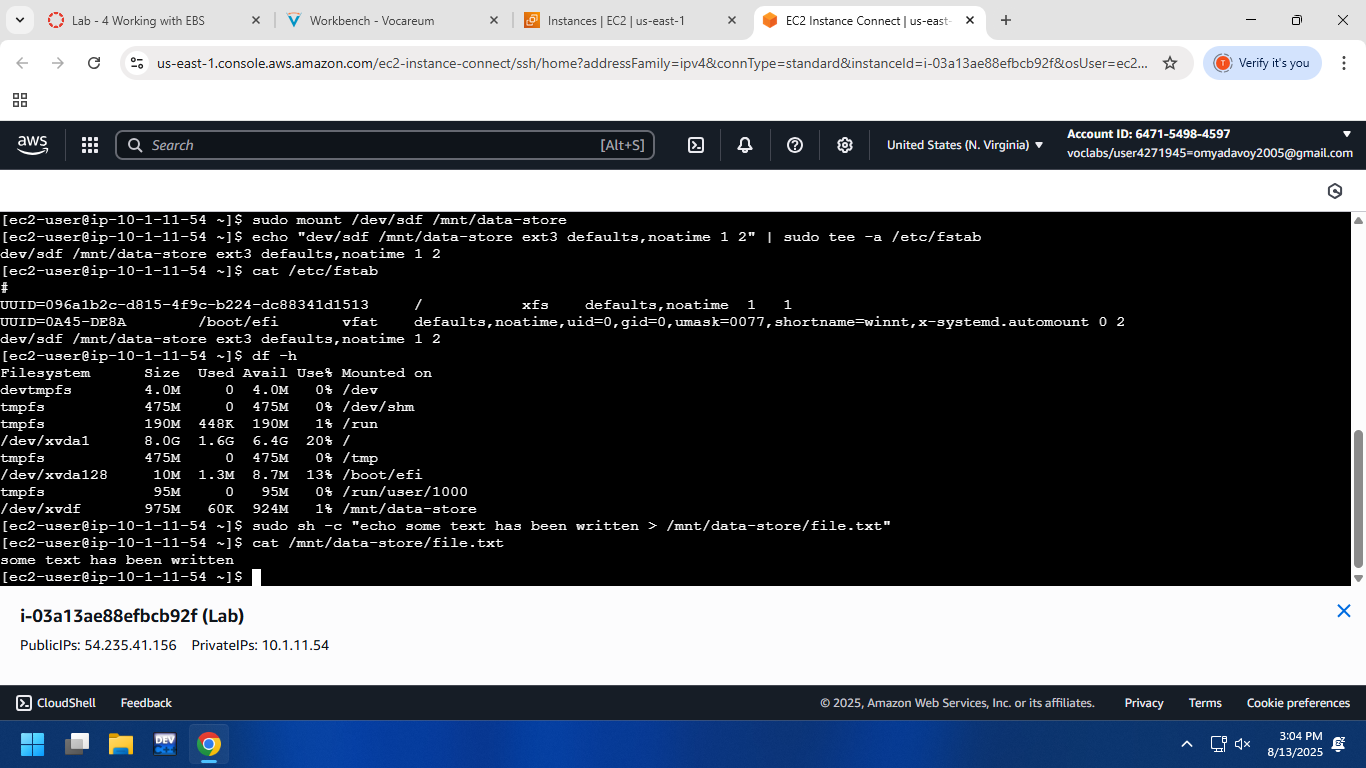 Lab - 4 Working with EBS
Workbench - Vocareum
Instances | EC2 | us-east-1
EC2 Instance Connect | us-east-
us-east-1.console.aws.amazon.com/ec2-instance-connect/ssh/home?addressFamily=ipv4&connType=standard&instanceId=i-03a13ae88efbcb92f&osUser=ec2...
T
Verify it's you
aws
Search
[Alt+S]
United States (N. Virginia)
Account ID: 6471-5498-4597
voclabs/user4271945=omyadavoy2005@gmail.com
[ec2-user@ip-10-1-11-54 ~]$ sudo mount /dev/sdf /mnt/data-store
[ec2-user@ip-10-1-11-54 ~]$ echo "dev/sdf /mnt/data-store ext3 defaults,noatime 1 2" | sudo tee -a /etc/fstab
dev/sdf /mnt/data-store ext3 defaults,noatime 1 2
[ec2-user@ip-10-1-11-54 ~]$ cat /etc/fstab
#
UUID=096a1b2c-d815-4f9c-b224-dc88341d1513     /           xfs    defaults,noatime  1   1
UUID=0A45-DE8A        /boot/efi       vfat    defaults,noatime,uid=0,gid=0,umask=0077,shortname=winnt,x-systemd.automount 0 2
dev/sdf /mnt/data-store ext3 defaults,noatime 1 2
[ec2-user@ip-10-1-11-54 ~]$ df -h
Filesystem      Size  Used Avail Use% Mounted on
devtmpfs        4.0M     0  4.0M   0% /dev
tmpfs           475M     0  475M   0% /dev/shm
tmpfs           190M  448K  190M   1% /run
/dev/xvda1      8.0G  1.6G  6.4G  20% /
tmpfs           475M     0  475M   0% /tmp
/dev/xvda128     10M  1.3M  8.7M  13% /boot/efi
tmpfs            95M     0   95M   0% /run/user/1000
/dev/xvdf       975M   60K  924M   1% /mnt/data-store
[ec2-user@ip-10-1-11-54 ~]$ sudo sh -c "echo some text has been written > /mnt/data-store/file.txt"
[ec2-user@ip-10-1-11-54 ~]$ cat /mnt/data-store/file.txt
some text has been written
[ec2-user@ip-10-1-11-54 ~]$
i-03a13ae88efbcb92f (Lab)
PublicIPs: 54.235.41.156    PrivateIPs: 10.1.11.54
CloudShell
Feedback
© 2025, Amazon Web Services, Inc. or its affiliates.
Privacy
Terms
Cookie preferences
DEV
3:04 PM
8/13/2025